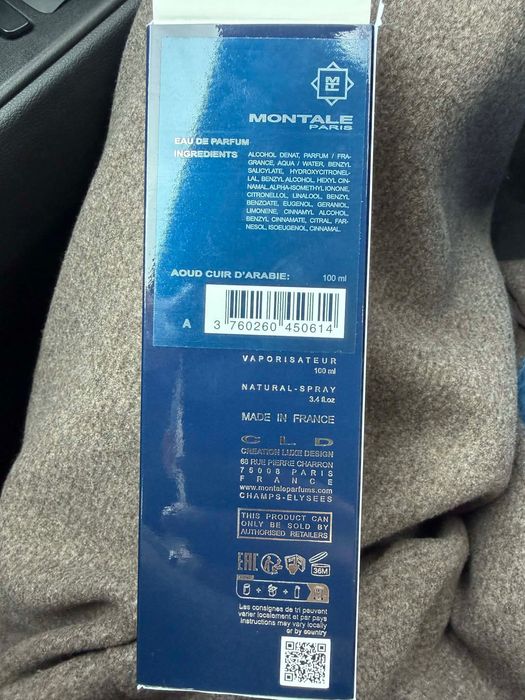 MONTALE
PARIS
EAU DE PARFUM
INGREDIENTS ALCOHOL DENAT, PARFUM / FRA-
GRANCE, AQUA / WATER, BENZYL
SALICYLATE, HYDROXYCITRONEL-
LAL, BENZYL ALCOHOL, HEXYL CIN-
NAMAL, ALPHA-ISOMETHYL IONONE,
CITRONELLOL, LINALOOL, BENZYL
BENZOATE, EUGENOL, GERANIOL,
LIMONENE, CINNAMYL ALCOHOL,
BENZYL CINNAMATE, CITRAL, FAR-
NESOL, ISOEUGENOL, CINNAMAL.
AOUD CUIR D'ARABIE: 100 ml
A 3 760260 450614
VAPORISATEUR
100 ml
NATURAL-SPRAY
3.4 fl.oz
MADE IN FRANCE
CLD
CREATION LUXE DESIGN
68 RUE PIERRE CHARRON
75008 PARIS
FRANCE
www.montaleparfums.com
CHAMPS-ÉLYSEES
THIS PRODUCT CAN
ONLY BE SOLD BY
AUTHORISED RETAILERS
EAC 36M
Les consignes de tri peuvent
varier localement et par pays
instructions may vary locally
or by country